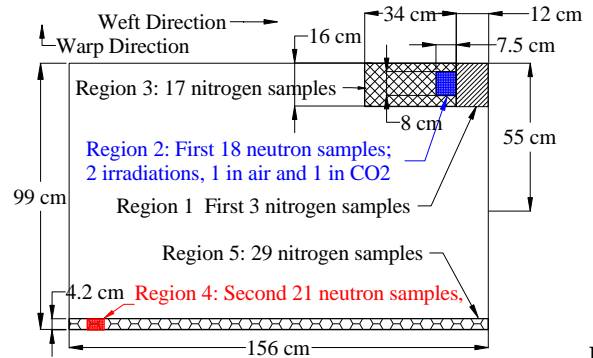 Weft Direction
Warp Direction
34 cm
12 cm
16 cm
7.5 cm
Region 3: 17 nitrogen samples
8 cm
55 cm
Region 2: First 18 neutron samples;
2 irradiations, 1 in air and 1 in CO2
99 cm
Region 1 First 3 nitrogen samples
Region 5: 29 nitrogen samples
4.2 cm
Region 4: Second 21 neutron samples,
156 cm